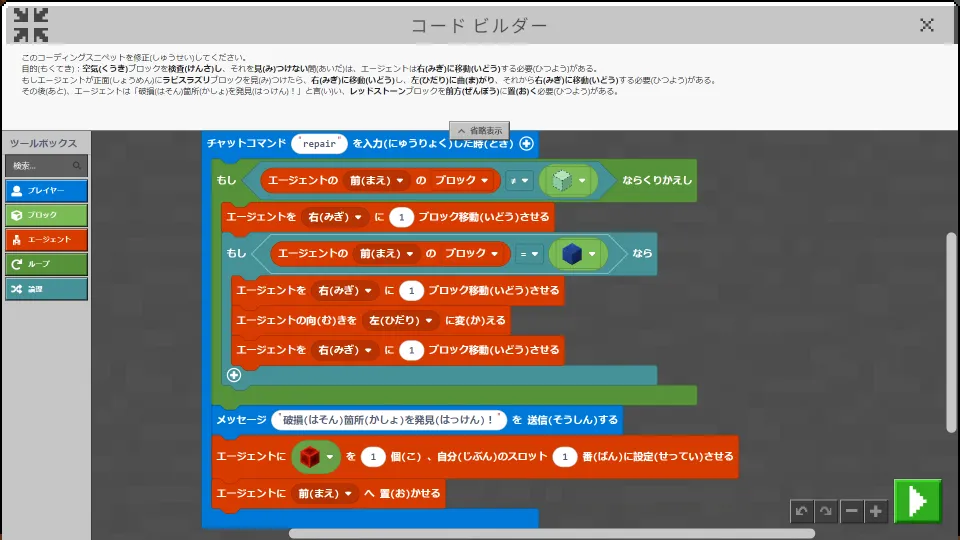 コード ビルダー
このコーディングスニペットを修正(しゅうせい)してください。
目的(もくてき)：空気(くうき)ブロックを検査(けんさ)し、それを見(み)つけない間(あいだ)は、エージェントは右(みぎ)に移動(いどう)する必要(ひつよう)がある。
もしエージェントが正面(しょうめん)にラピスラズリブロックを見(み)つけたら、右(みぎ)に移動(いどう)し、左(ひだり)に曲(ま)がり、それから右(みぎ)に移動(いどう)する必要(ひつよう)がある。
その後(あと)、エージェントは「破損(はそん)箇所(かしょ)を発見(はっけん)！」と言(い)い、レッドストーンブロックを前方(ぜんぽう)に置(お)く必要(ひつよう)がある。
省略表示
ツールボックス
検索...
プレイヤー
ブロック
エージェント
ループ
論理
チャットコマンド "repair" を入力(にゅうりょく)した時(とき)
もし エージェントの 前(まえ) の ブロック ≠ ならくりかえし
エージェントを 右(みぎ) に 1 ブロック移動(いどう)させる
もし エージェントの 前(まえ) の ブロック = なら
エージェントを 右(みぎ) に 1 ブロック移動(いどう)させる
エージェントの向(む)きを 左(ひだり) に変(か)える
エージェントを 右(みぎ) に 1 ブロック移動(いどう)させる
メッセージ "破損(はそん)箇所(かしょ)を発見(はっけん)！" を 送信(そうしん)する
エージェントに を 1 個(こ) 、自分(じぶん)のスロット 1 番(ばん)に設定(せってい)させる
エージェントに 前(まえ) へ 置(お)かせる